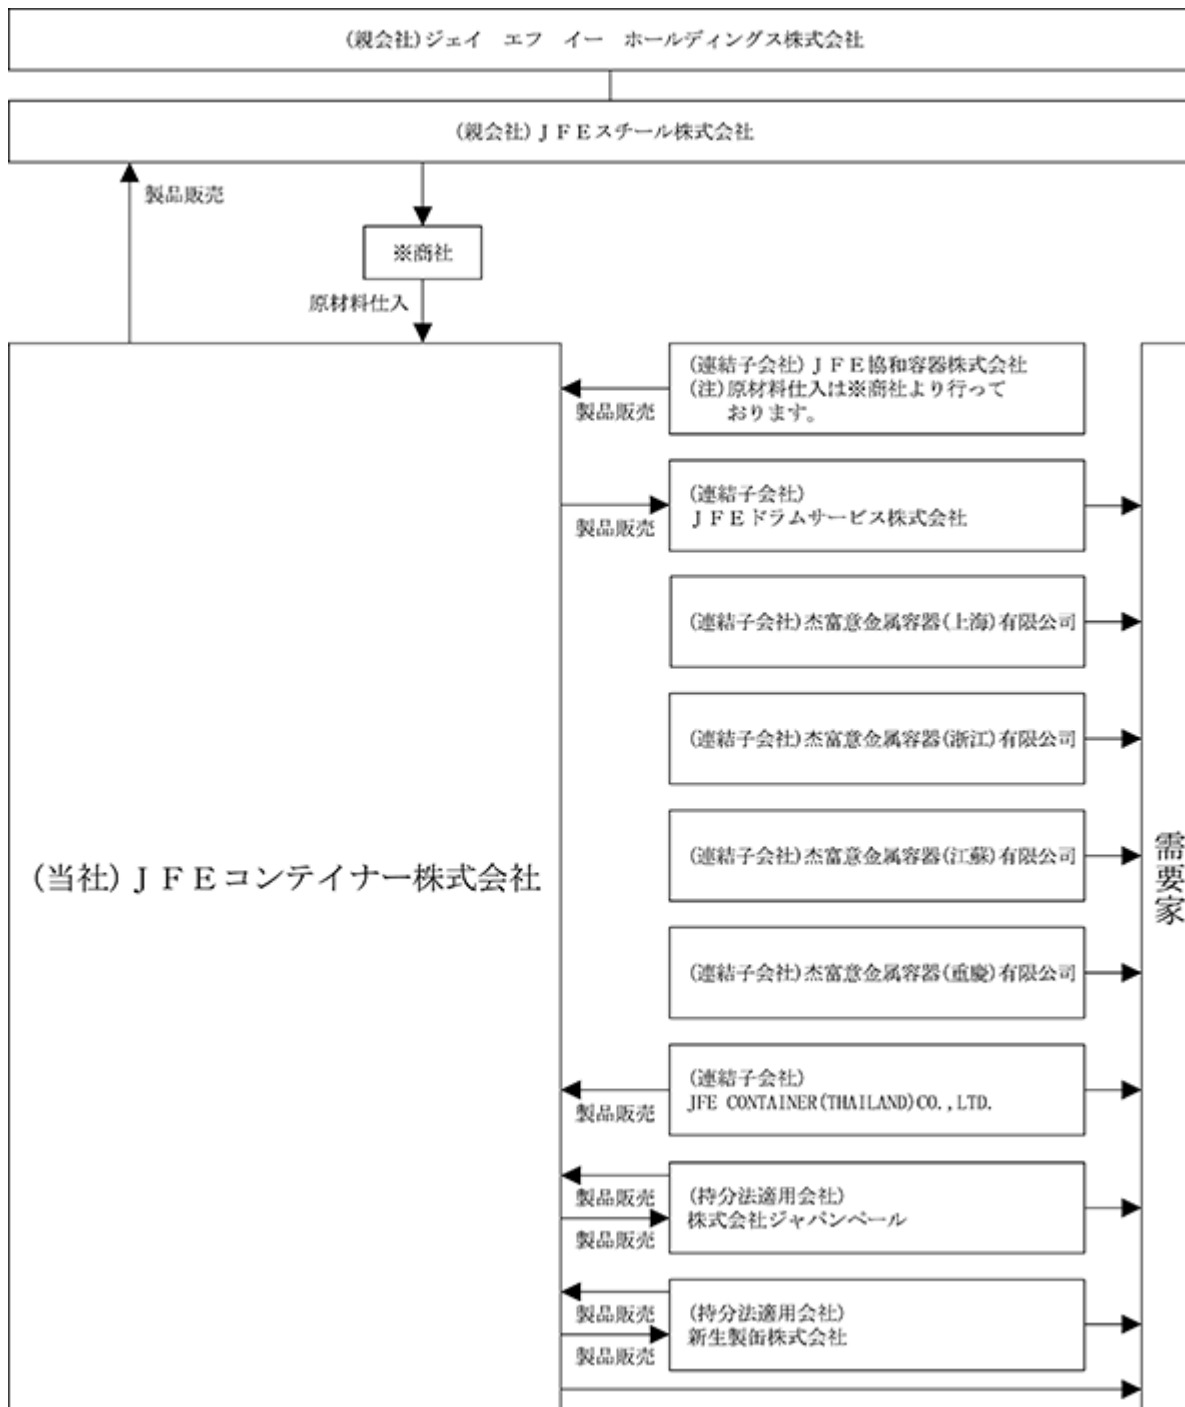 (親会社)ジェイ　エフ　イー　ホールディングス株式会社
(親会社)ＪＦＥスチール株式会社
製品販売
※商社
原材料仕入
(当社)ＪＦＥコンテイナー株式会社
(連結子会社)ＪＦＥ協和容器株式会社
(注)原材料仕入は※商社より行って
おります。
製品販売
(連結子会社)
ＪＦＥドラムサービス株式会社
製品販売
(連結子会社)杰富意金属容器(上海)有限公司
(連結子会社)杰富意金属容器(浙江)有限公司
(連結子会社)杰富意金属容器(江蘇)有限公司
(連結子会社)杰富意金属容器(重慶)有限公司
(連結子会社)
JFE CONTAINER(THAILAND)CO.,LTD.
製品販売
(持分法適用会社)
株式会社ジャパンペール
製品販売
製品販売
(持分法適用会社)
新生製缶株式会社
製品販売
製品販売
需要家